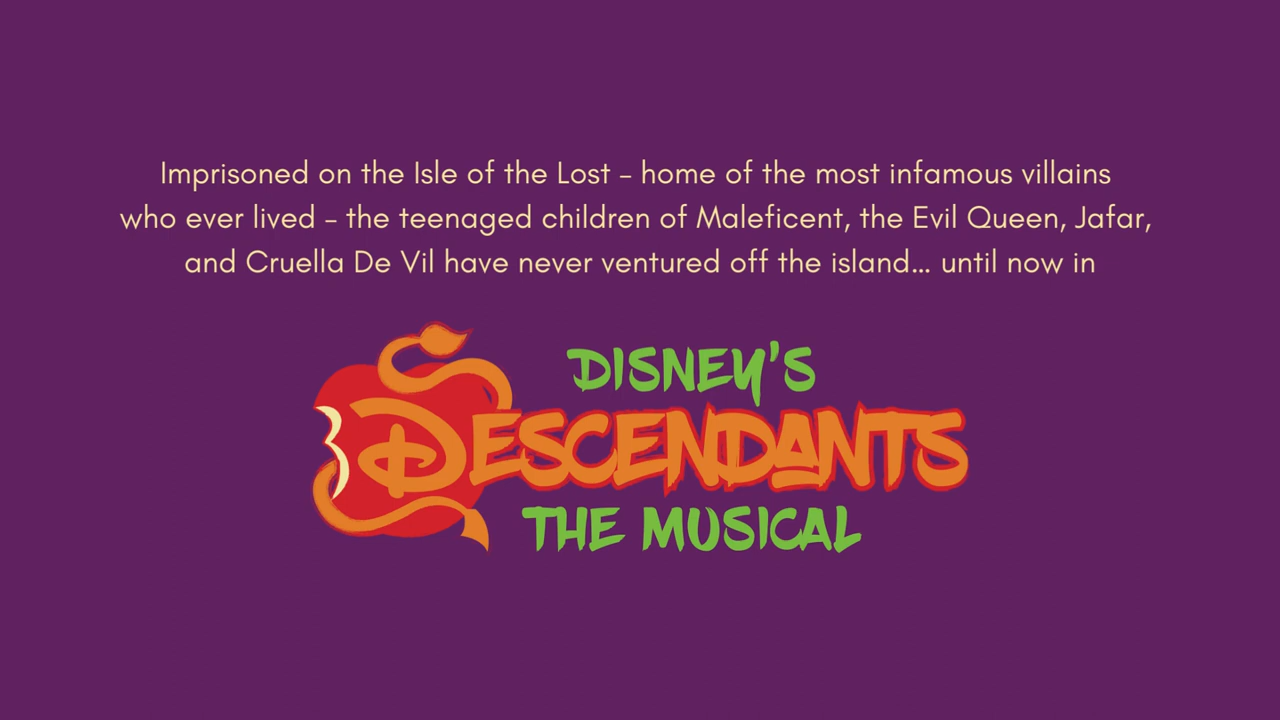 Imprisoned on the Isle of the Lost – home of the most infamous villains
who ever lived – the teenaged children of Maleficent, the Evil Queen, Jafar,
and Cruella De Vil have never ventured off the island... until now in
DISNEY'S
DESCENDANTS
THE MUSICAL